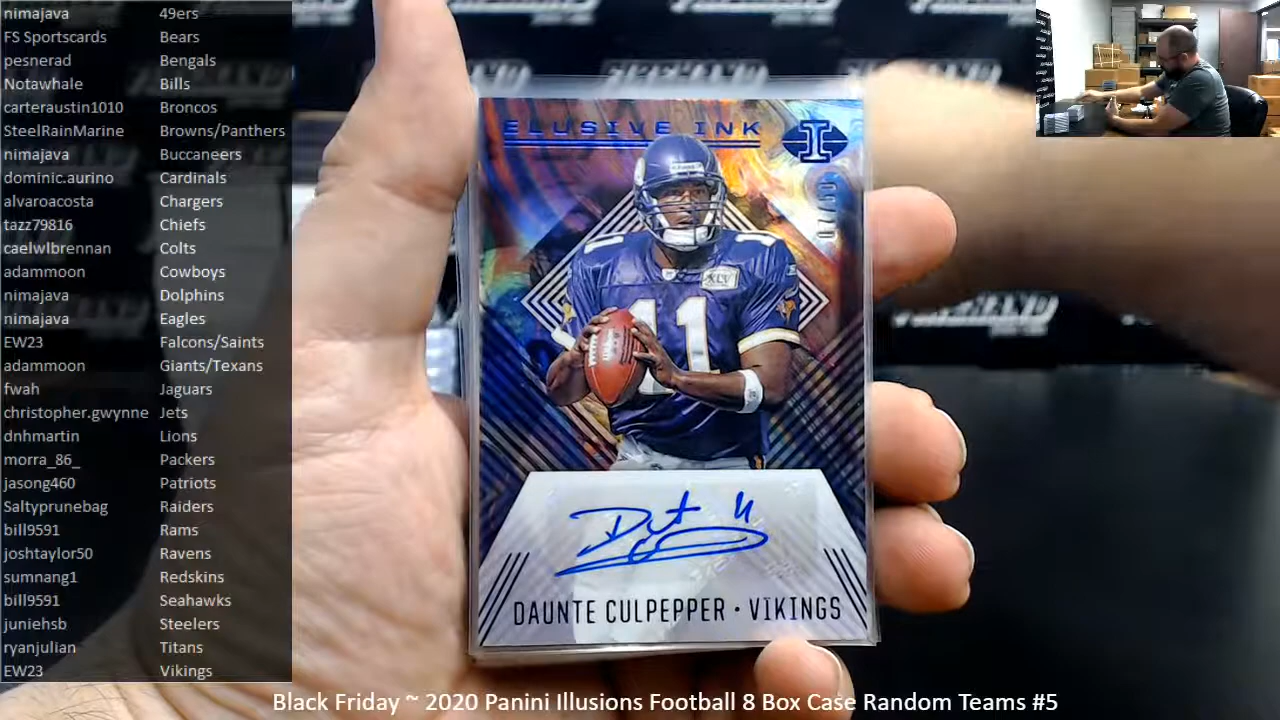 nimajava 49ers
FS Sportscards Bears
pesnerad Bengals
Notawhale Bills
carteraustin1010 Broncos
SteelRainMarine Browns/Panthers
nimajava Buccaneers
dominic.aurino Cardinals
alvaroacosta Chargers
tazz79816 Chiefs
caelwlbrennan Colts
adammoon Cowboys
nimajava Dolphins
nimajava Eagles
EW23 Falcons/Saints
adammoon Giants/Texans
fwah Jaguars
christopher.gwynne Jets
dnhmartin Lions
morra_86_ Packers
jasong460 Patriots
Saltyprunebag Raiders
bill9591 Rams
joshtaylor50 Ravens
sumnang1 Redskins
bill9591 Seahawks
juniehsb Steelers
ryanjulian Titans
EW23 Vikings
ELUSIVE INK
I
11
DAUNTE CULPEPPER · VIKINGS
Black Friday ~ 2020 Panini Illusions Football 8 Box Case Random Teams #5